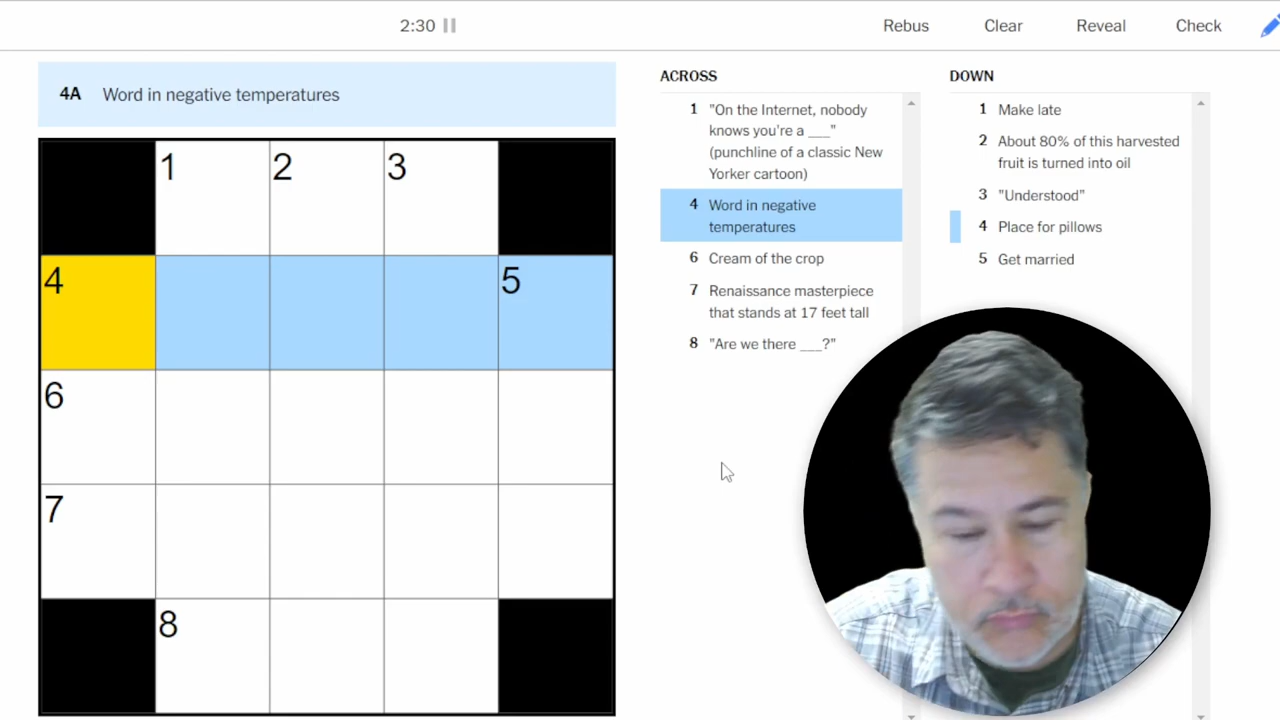 2:30
Rebus
Clear
Reveal
Check
4A Word in negative temperatures
1 2 3
4 5
6
7
8
ACROSS
1 "On the Internet, nobody
knows you're a ___"
(punchline of a classic New
Yorker cartoon)
4 Word in negative
temperatures
6 Cream of the crop
7 Renaissance masterpiece
that stands at 17 feet tall
8 "Are we there ___?"
DOWN
1 Make late
2 About 80% of this harvested
fruit is turned into oil
3 "Understood"
4 Place for pillows
5 Get married